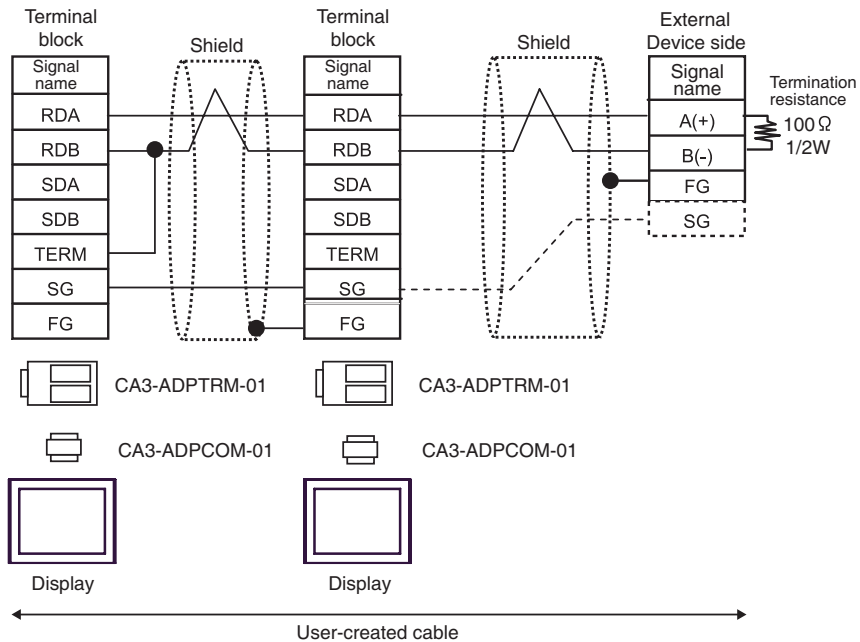 Terminal
block
Shield
Terminal
block
Shield
External
Device side
Signal
name
RDA
RDB
SDA
SDB
TERM
SG
FG
Signal
name
RDA
RDB
SDA
SDB
TERM
SG
FG
Signal
name
A(+)
B(-)
FG
SG
Termination
resistance
100 Ω
1/2W
CA3-ADPTRM-01
CA3-ADPTRM-01
CA3-ADPCOM-01
CA3-ADPCOM-01
Display
Display
User-created cable